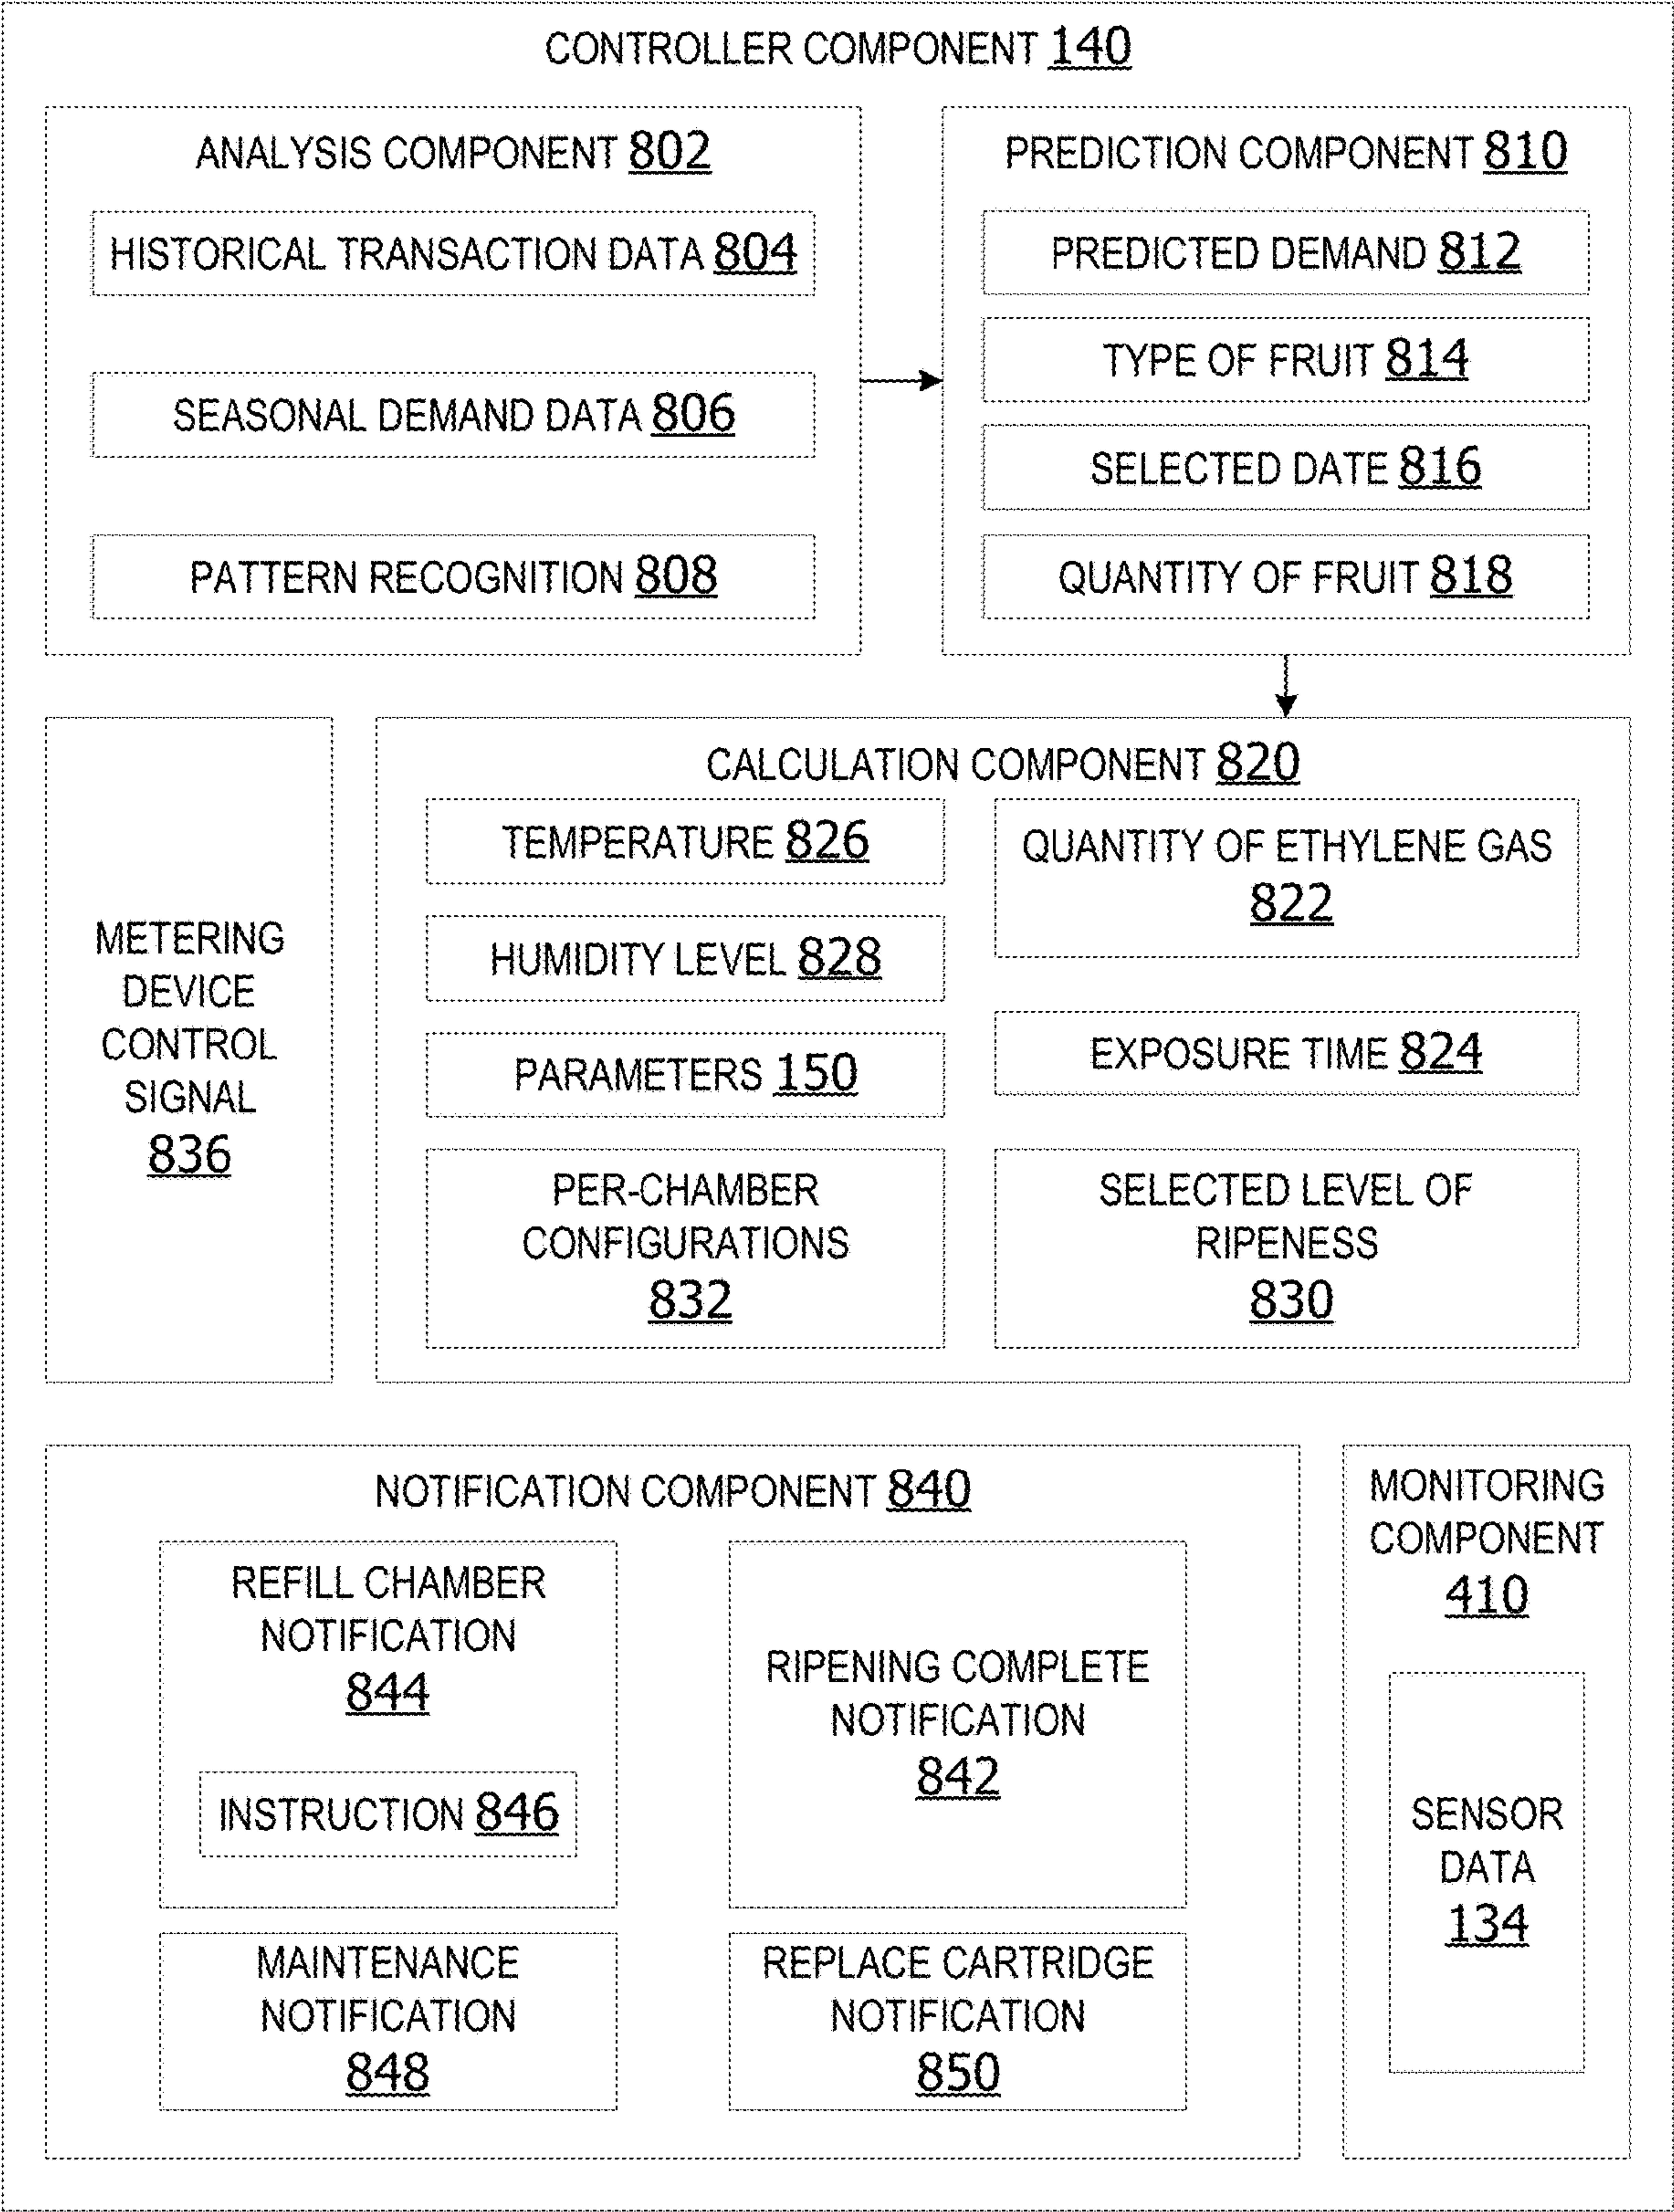 CONTROLLER COMPONENT 140
ANALYSIS COMPONENT 802
HISTORICAL TRANSACTION DATA 804
SEASONAL DEMAND DATA 806
PATTERN RECOGNITION 808
PREDICTION COMPONENT 810
PREDICTED DEMAND 812
TYPE OF FRUIT 814
SELECTED DATE 816
QUANTITY OF FRUIT 818
METERING
DEVICE
CONTROL
SIGNAL
836
CALCULATION COMPONENT 820
TEMPERATURE 826
HUMIDITY LEVEL 828
PARAMETERS 150
PER-CHAMBER
CONFIGURATIONS
832
QUANTITY OF ETHYLENE GAS
822
EXPOSURE TIME 824
SELECTED LEVEL OF
RIPENESS
830
NOTIFICATION COMPONENT 840
REFILL CHAMBER
NOTIFICATION
844
INSTRUCTION 846
RIPENING COMPLETE
NOTIFICATION
842
MAINTENANCE
NOTIFICATION
848
REPLACE CARTRIDGE
NOTIFICATION
850
MONITORING
COMPONENT
410
SENSOR
DATA
134